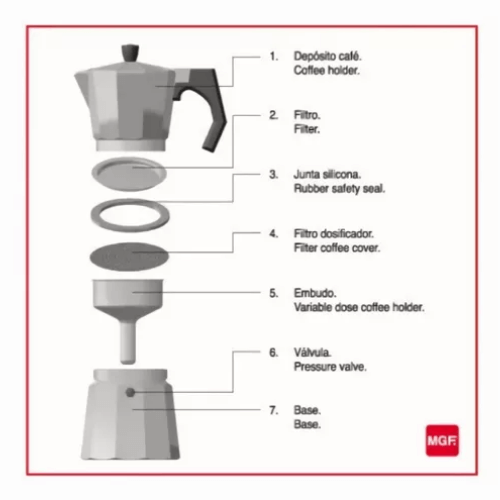 1. Depósito café.
Coffee holder.
2. Filtro.
Filter.
3. Junta silicona.
Rubber safety seal.
4. Filtro dosificador.
Filter coffee cover.
5. Embudo.
Variable dose coffee holder.
6. Válvula.
Pressure valve.
7. Base.
Base.
MGF.